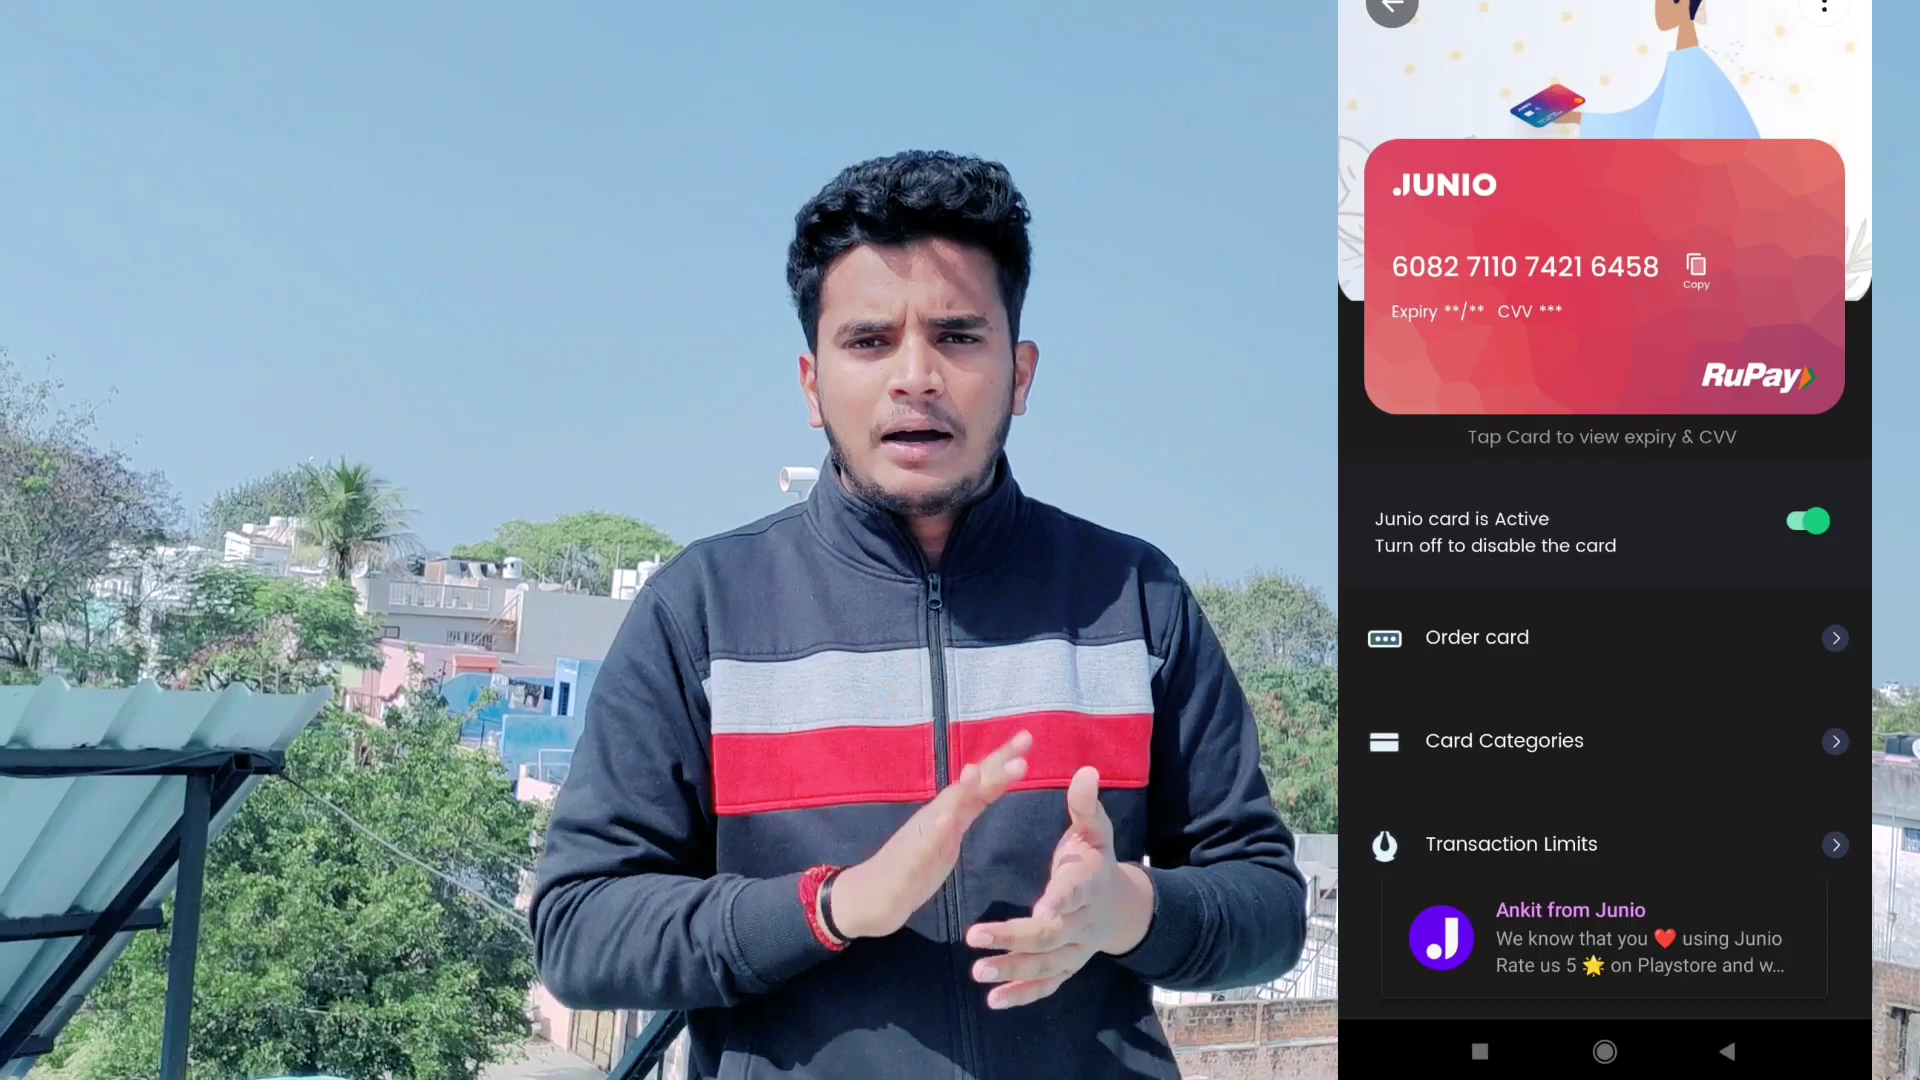 .JUNIO
6082 7110 7421 6458
Copy
Expiry **/** CVV ***
RuPay
Tap Card to view expiry & CVV
Junio card is Active
Turn off to disable the card
Order card
Card Categories
Transaction Limits
Ankit from Junio
We know that you ❤️ using Junio
Rate us 5 🌟 on Playstore and w...